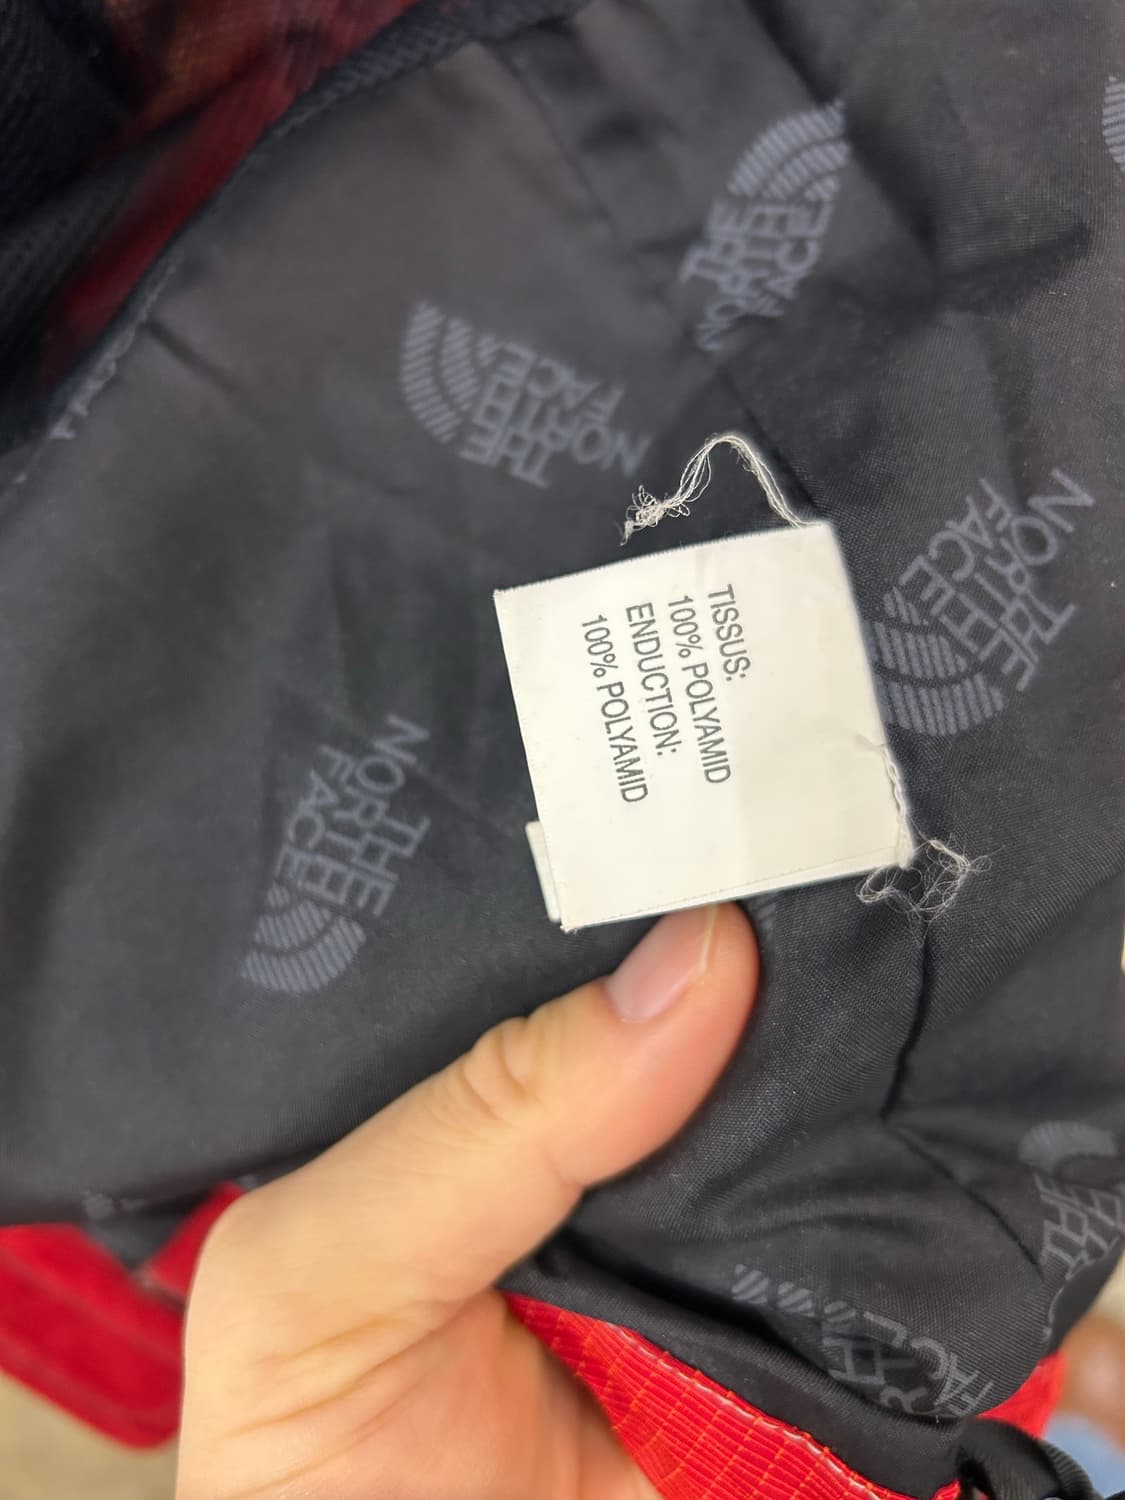 THE
NORTH
FACE
THE
NORTH
FACE
TISSUS:
100% POLYAMID
ENDUCTION:
100% POLYAMID
THE
NORTH
FACE
THE
NORTH
FACE